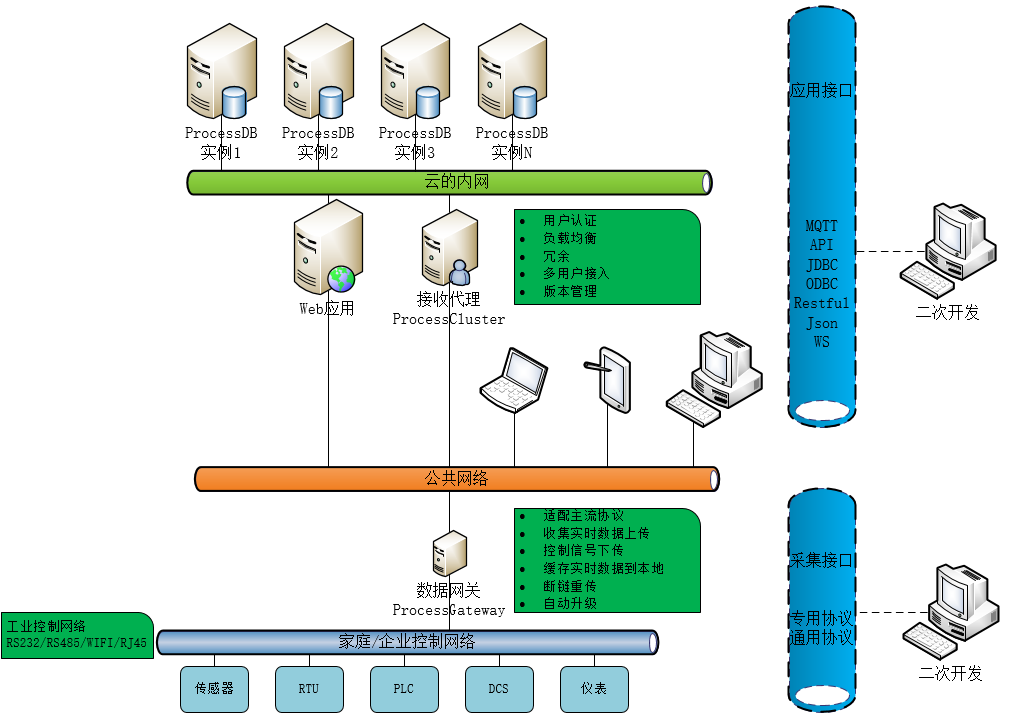 ProcessDB
实例1
ProcessDB
实例2
ProcessDB
实例3
ProcessDB
实例N
云的内网
Web应用
接收代理
ProcessCluster
• 用户认证
• 负载均衡
• 冗余
• 多用户接入
• 版本管理
应用接口
MQTT
API
JDBC
ODBC
Restful
Json
WS
二次开发
公共网络
数据网关
ProcessGateway
• 适配主流协议
• 收集实时数据上传
• 控制信号下传
• 缓存实时数据到本地
• 断链重传
• 自动升级
采集接口
专用协议
通用协议
二次开发
工业控制网络
RS232/RS485/WIFI/RJ45
家庭/企业控制网络
传感器
RTU
PLC
DCS
仪表